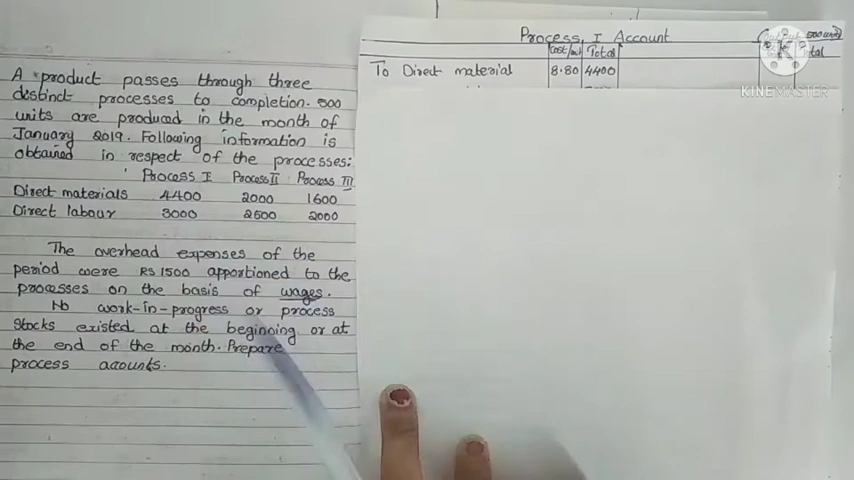 A product passes through three
distinct processes to completion. 500
units are produced in the month of
January 2019. Following information is
obtained in respect of the processes:
Process I Process II Process III
Direct materials 4400 2000 1600
Direct labour 3000 2500 2000
The overhead expenses of the
period were RS 1500 apportioned to the
processes on the basis of wages.
No work-in-progress or process
stocks existed at the beginning or at
the end of the month. Prepare
process accounts.
Process I Account
Total Total
To Direct material 8.80 4400
KINEMASTER